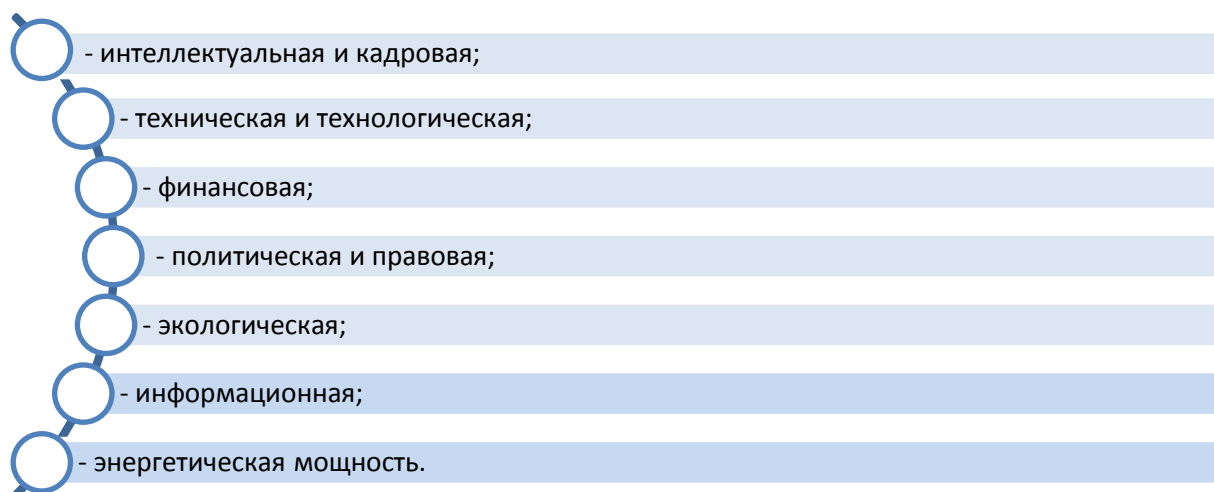 - интеллектуальная и кадровая;
- техническая и технологическая;
- финансовая;
- политическая и правовая;
- экологическая;
- информационная;
- энергетическая мощность.